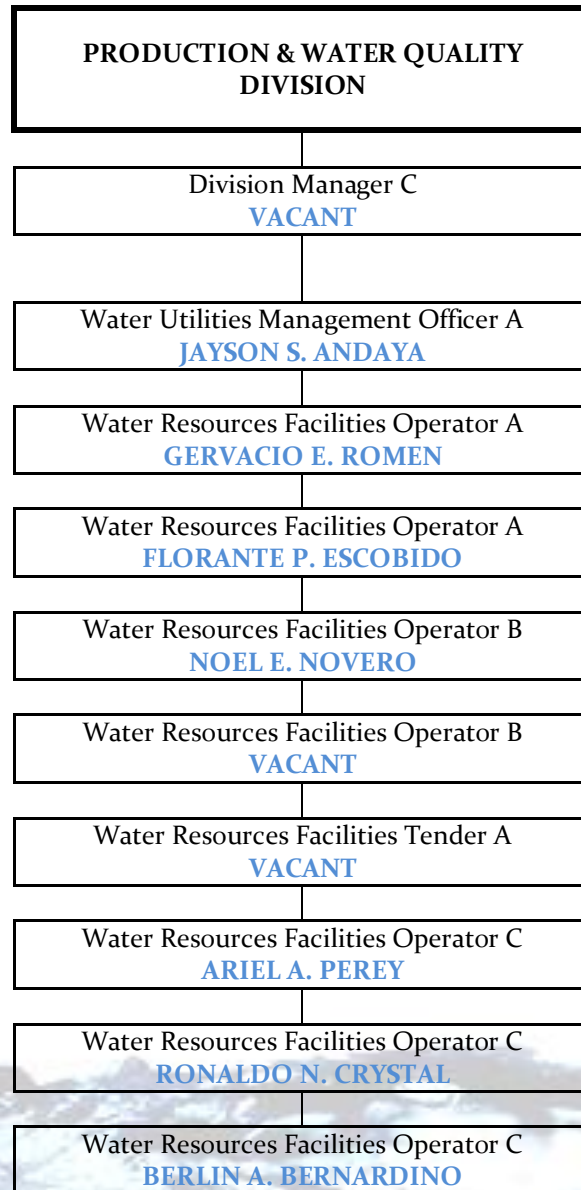 PRODUCTION & WATER QUALITY
DIVISION
Division Manager C
VACANT
Water Utilities Management Officer A
JAYSON S. ANDAYA
Water Resources Facilities Operator A
GERVACIO E. ROMEN
Water Resources Facilities Operator A
FLORANTE P. ESCOBIDO
Water Resources Facilities Operator B
NOEL E. NOVERO
Water Resources Facilities Operator B
VACANT
Water Resources Facilities Tender A
VACANT
Water Resources Facilities Operator C
ARIEL A. PEREY
Water Resources Facilities Operator C
RONALDO N. CRYSTAL
Water Resources Facilities Operator C
BERLIN A. BERNARDINO